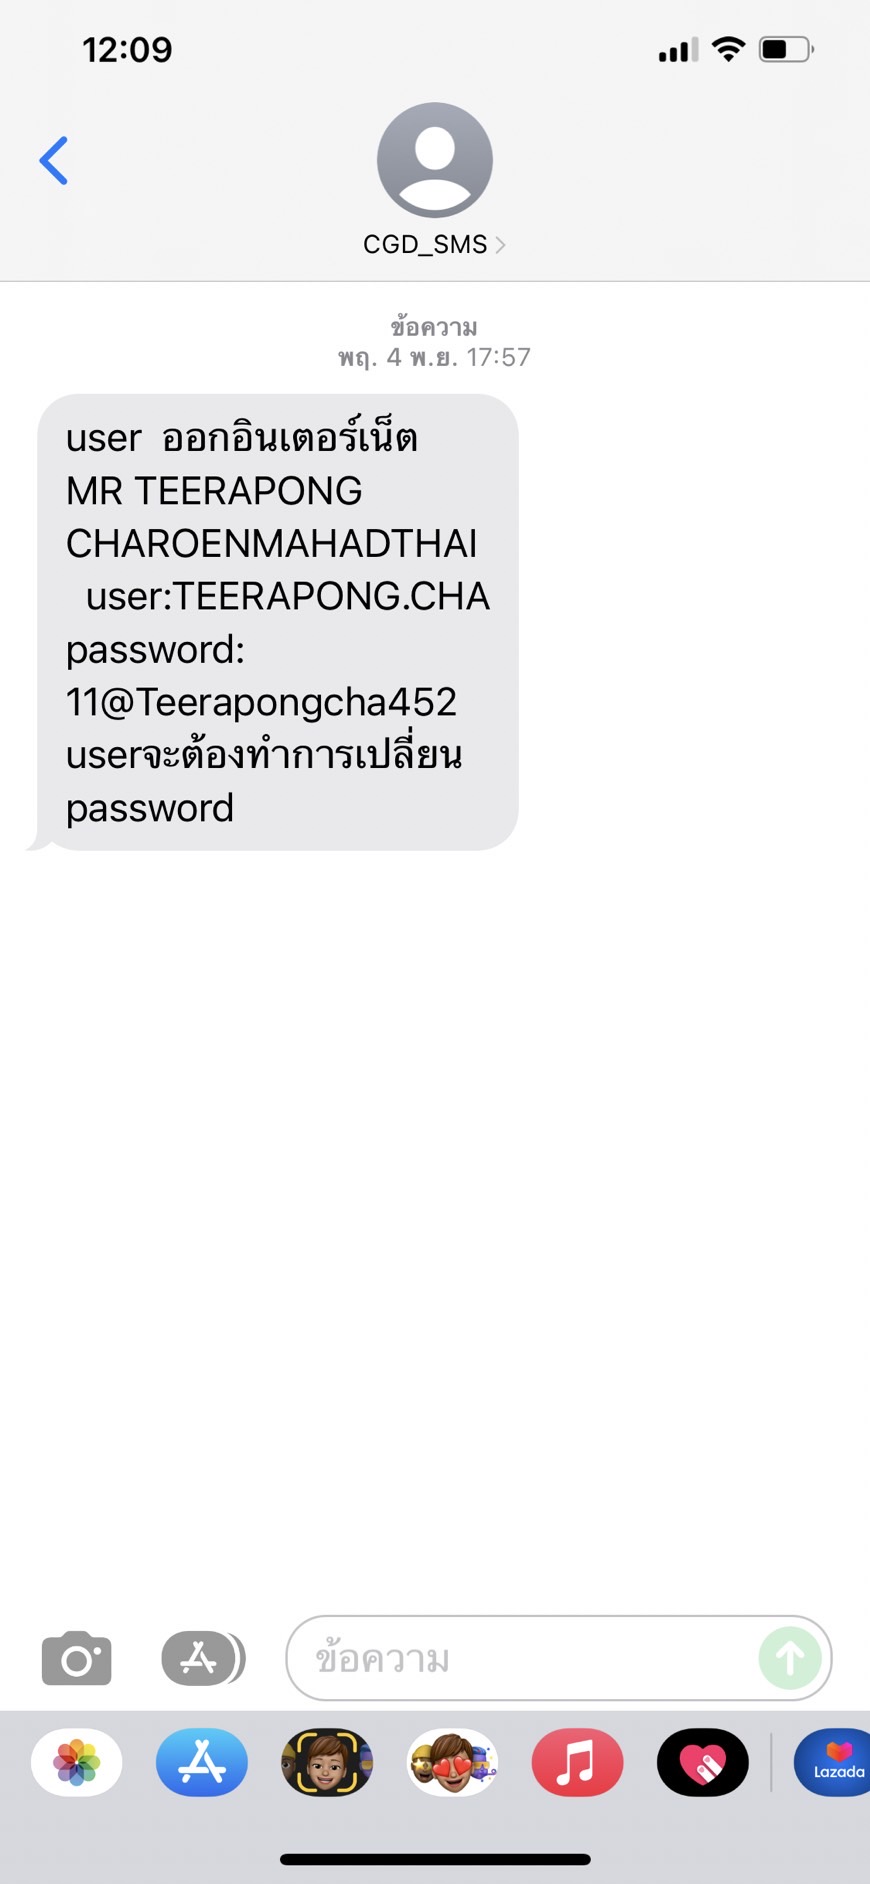 12:09
CGD_SMS
ข้อความ
พฤ. 4 พ.ย. 17:57
user  ออกอินเตอร์เน็ต
MR TEERAPONG
CHAROENMAHADTHAI
user:TEERAPONG.CHA
password:
11@Teerapongcha452
userจะต้องทำการเปลี่ยน
password
ข้อความ
Lazada